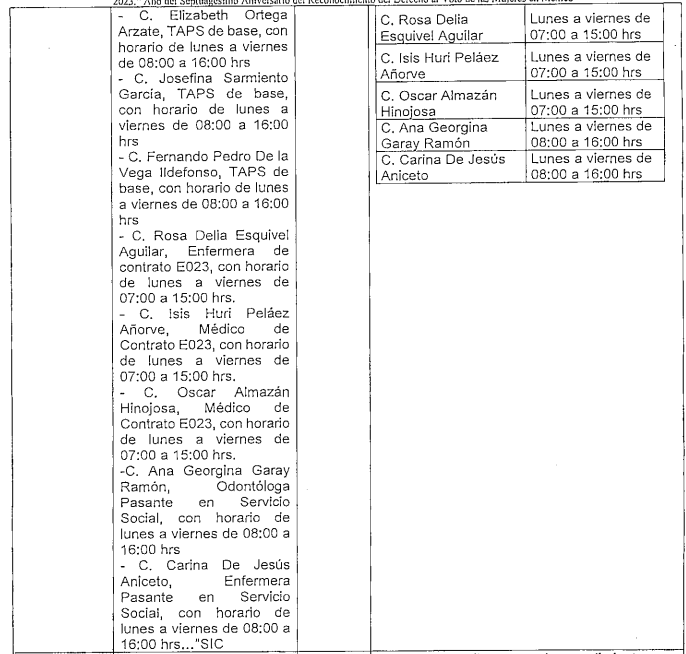 2023. "Año del Septuagésimo Aniversario del Reconocimiento del Derecho al Voto de las Mujeres en México"
- C. Elizabeth Ortega
Arzate, TAPS de base, con
horario de lunes a viernes
de 08:00 a 16:00 hrs
- C. Josefina Sarmiento
García, TAPS de base,
con horario de lunes a
viernes de 08:00 a 16:00
hrs
- C. Fernando Pedro De la
Vega Ildefonso, TAPS de
base, con horario de lunes
a viernes de 08:00 a 16:00
hrs
- C. Rosa Delia Esquivel
Aguilar, Enfermera de
contrato E023, con horario
de lunes a viernes de
07:00 a 15:00 hrs.
- C. Isis Huri Peláez
Añorve, Médico de
Contrato E023, con horario
de lunes a viernes de
07:00 a 15:00 hrs.
- C. Oscar Almazán
Hinojosa, Médico de
Contrato E023, con horario
de lunes a viernes de
07:00 a 15:00 hrs.
-C. Ana Georgina Garay
Ramón, Odontóloga
Pasante en Servicio
Social, con horario de
lunes a viernes de 08:00 a
16:00 hrs
- C. Carina De Jesús
Aniceto, Enfermera
Pasante en Servicio
Social, con horario de
lunes a viernes de 08:00 a
16:00 hrs..."SIC
C. Rosa Delia Lunes a viernes de
Esquivel Aguilar 07:00 a 15:00 hrs
C. Isis Huri Peláez Lunes a viernes de
Añorve 07:00 a 15:00 hrs
C. Oscar Almazán Lunes a viernes de
Hinojosa 07:00 a 15:00 hrs
C. Ana Georgina Lunes a viernes de
Garay Ramón 08:00 a 16:00 hrs
C. Carina De Jesús Lunes a viernes de
Aniceto 08:00 a 16:00 hrs